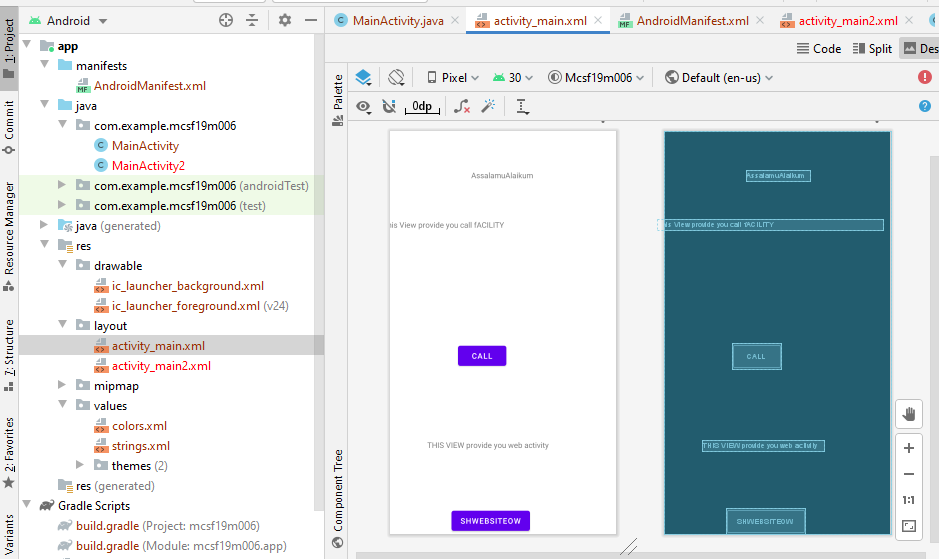 Android
MainActivity.java
activity_main.xml
AndroidManifest.xml
activity_main2.xml
1: Project
Commit
Resource Manager
7: Structure
2: Favorites
Variants
app
manifests
AndroidManifest.xml
java
com.example.mcsf19m006
MainActivity
MainActivity2
com.example.mcsf19m006 (androidTest)
com.example.mcsf19m006 (test)
java (generated)
res
drawable
ic_launcher_background.xml
ic_launcher_foreground.xml (v24)
layout
activity_main.xml
activity_main2.xml
mipmap
values
colors.xml
strings.xml
themes (2)
res (generated)
Gradle Scripts
build.gradle (Project: mcsf19m006)
build.gradle (Module: mcsf19m006.app)
Code
Split
Des
Palette
Component Tree
Pixel
30
Mcsf19m006
Default (en-us)
0dp
AssalamuAlaikum
his View provide you call fACILITY
CALL
THIS VIEW provide you web activity
SHWEBSITEOW
AssalamuAlaikum
his View provide you call fACILITY
CALL
THIS VIEW provide you web activity
SHWEBSITEOW
1:1